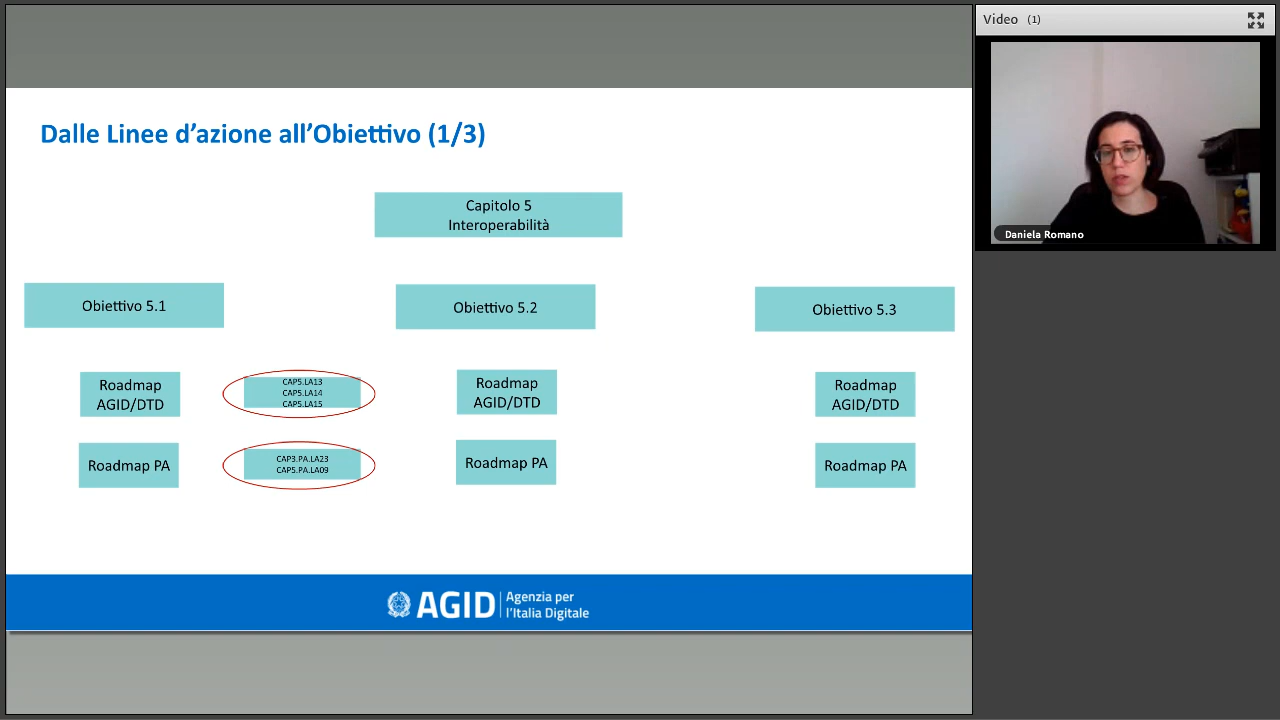 Video (1)
Daniela Romano
Dalle Linee d'azione all'Obiettivo (1/3)
Capitolo 5
Interoperabilità
Obiettivo 5.1
Obiettivo 5.2
Obiettivo 5.3
Roadmap
AGID/DTD
CAP5.LA13
CAP5.LA14
CAP5.LA15
Roadmap
AGID/DTD
Roadmap
AGID/DTD
Roadmap PA
CAP3.PA.LA23
CAP5.PA.LA09
Roadmap PA
Roadmap PA
AGID
Agenzia per
l'Italia Digitale